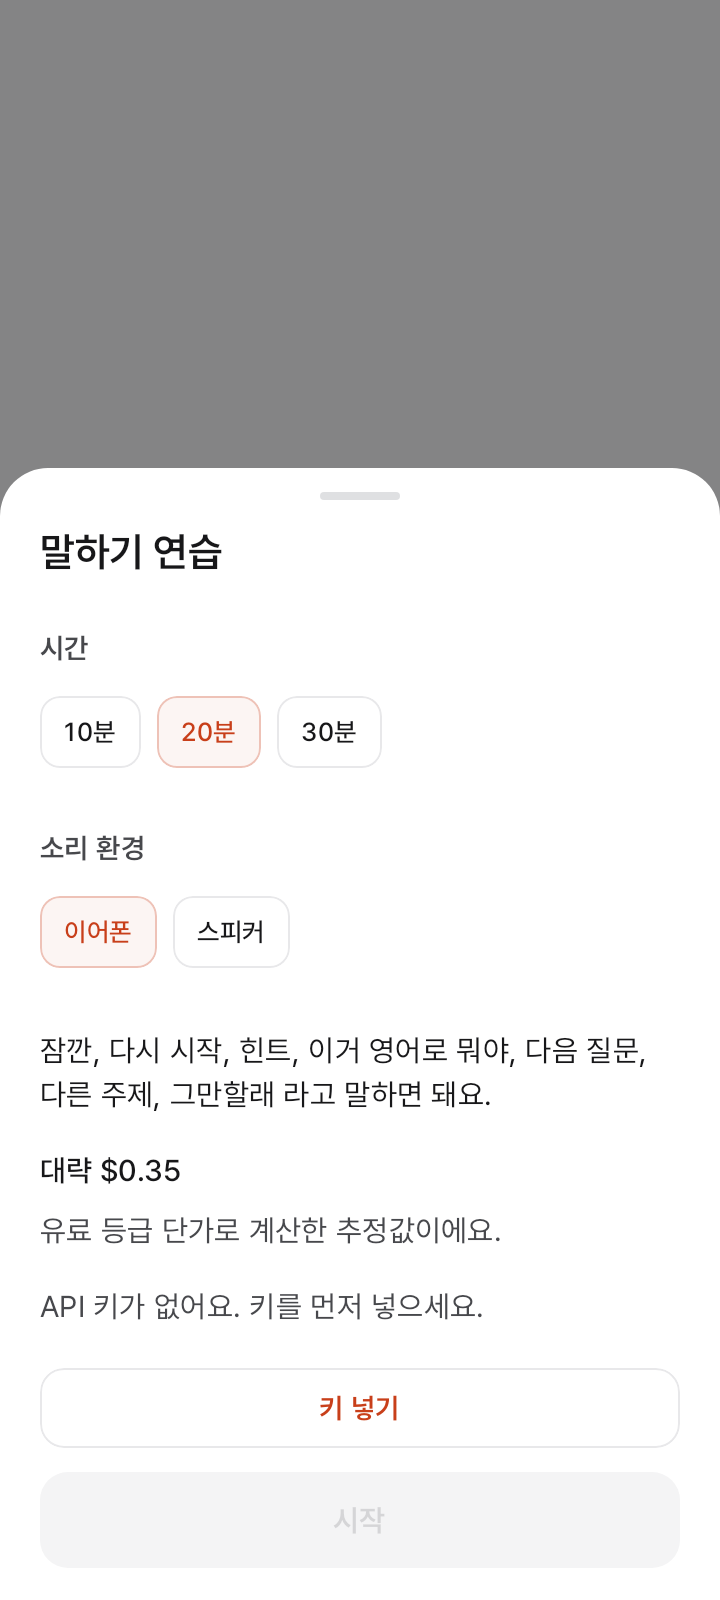 말하기 연습
시간
10분 20분 30분
소리 환경
이어폰 스피커
잠깐, 다시 시작, 힌트, 이거 영어로 뭐야, 다음 질문,
다른 주제, 그만할래 라고 말하면 돼요.
대략 $0.35
유료 등급 단가로 계산한 추정값이에요.
API 키가 없어요. 키를 먼저 넣으세요.
키 넣기
시작